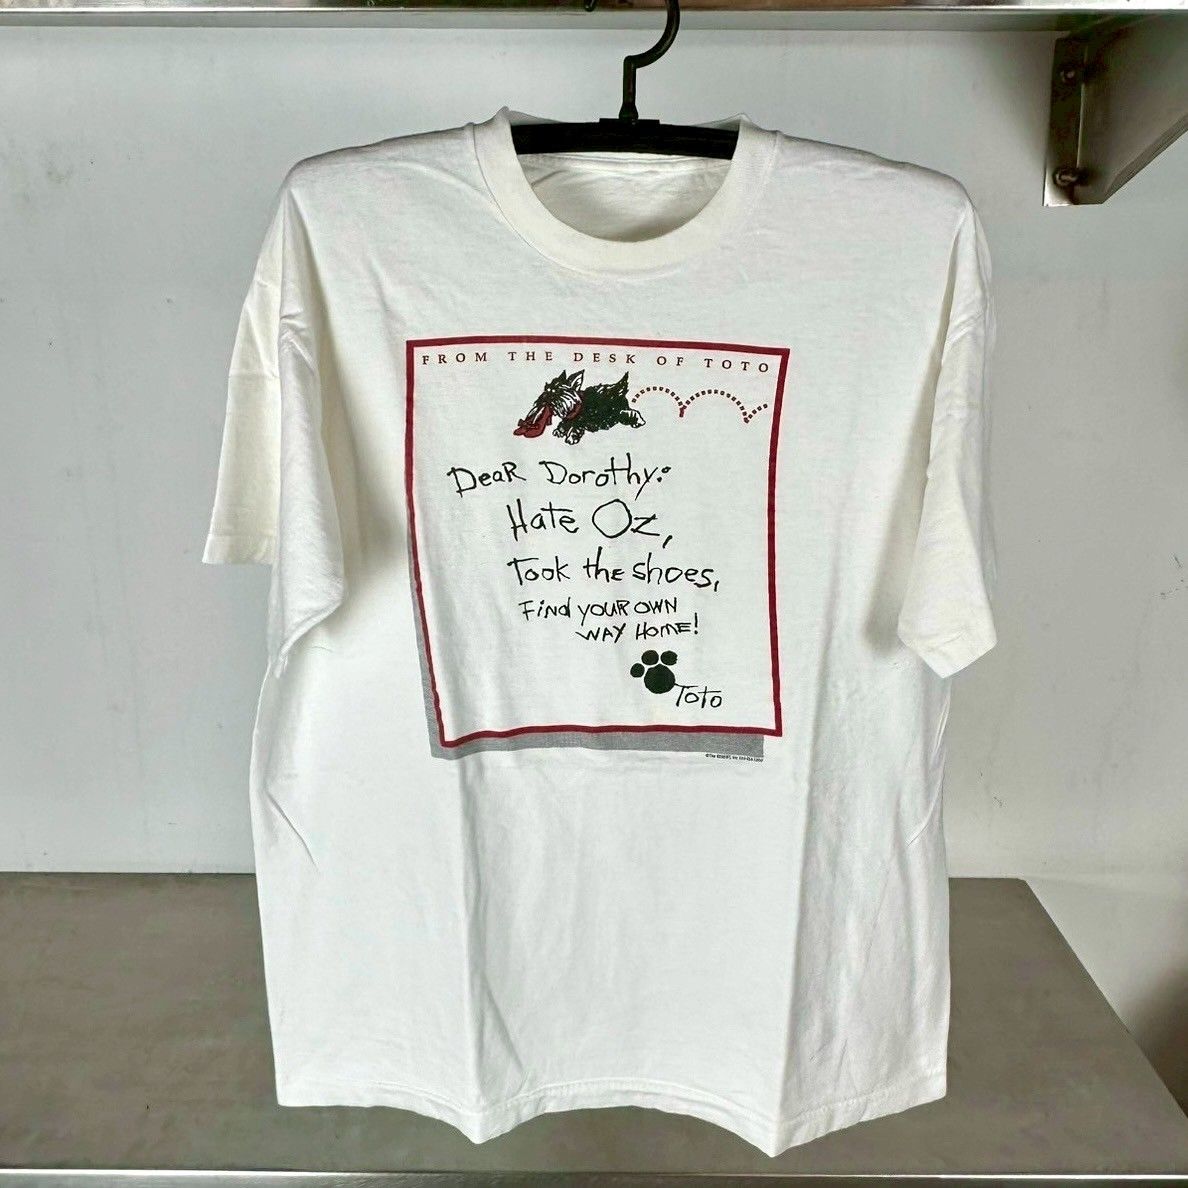 FROM THE DESK OF TOTO
Dear Dorothy:
Hate Oz,
Took the shoes,
Find your own
way Home!
Toto